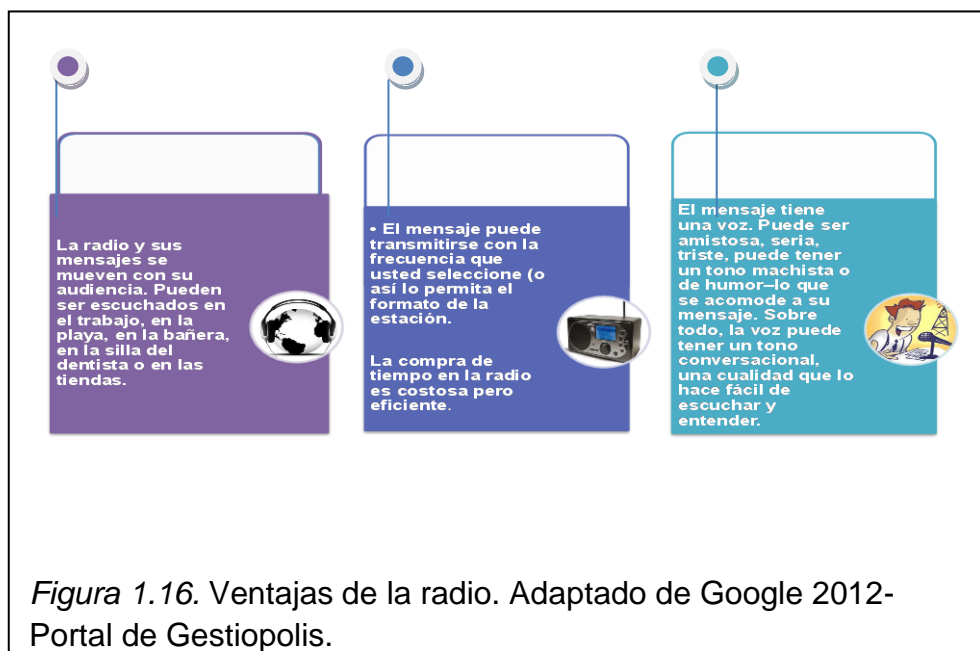 La radio y sus
mensajes se
mueven con su
audiencia. Pueden
ser escuchados en
el trabajo, en la
playa, en la bañera,
en la silla del
dentista o en las
tiendas.
• El mensaje puede
transmitirse con la
frecuencia que
usted seleccione (o
así lo permita el
formato de la
estación.
La compra de
tiempo en la radio
es costosa pero
eficiente.
El mensaje tiene
una voz. Puede ser
amistosa, seria,
triste, puede tener
un tono machista o
de humor–lo que
se acomode a su
mensaje. Sobre
todo, la voz puede
tener un tono
conversacional,
una cualidad que lo
hace fácil de
escuchar y
entender.
Figura 1.16. Ventajas de la radio. Adaptado de Google 2012-
Portal de Gestiopolis.